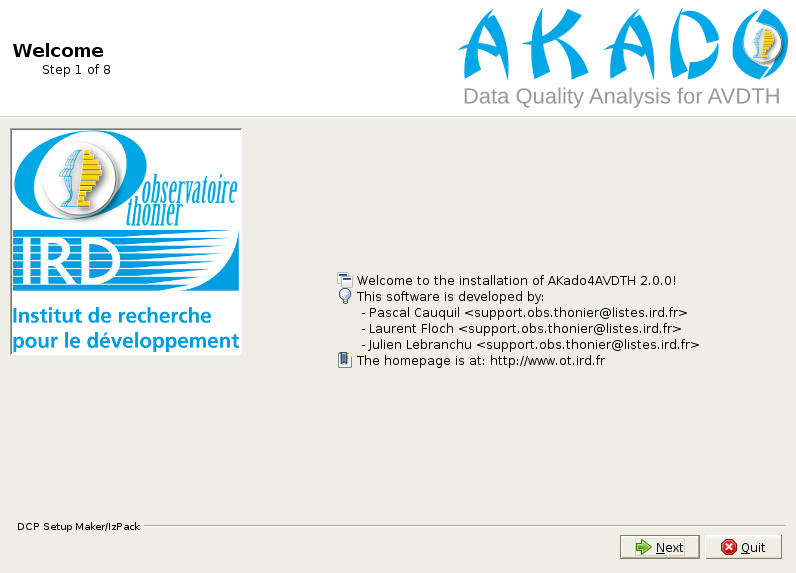 Welcome
Step 1 of 8
AKADO
Data Quality Analysis for AVDTH
Observatoire
thonier
IRD
Institut de recherche
pour le développement
Welcome to the installation of AKado4AVDTH 2.0.0!
This software is developed by:
- Pascal Cauquil <support.obs.thonier@listes.ird.fr>
- Laurent Floch <support.obs.thonier@listes.ird.fr>
- Julien Lebranchu <support.obs.thonier@listes.ird.fr>
The homepage is at: http://www.ot.ird.fr
DCP Setup Maker/IzPack
Next
Quit